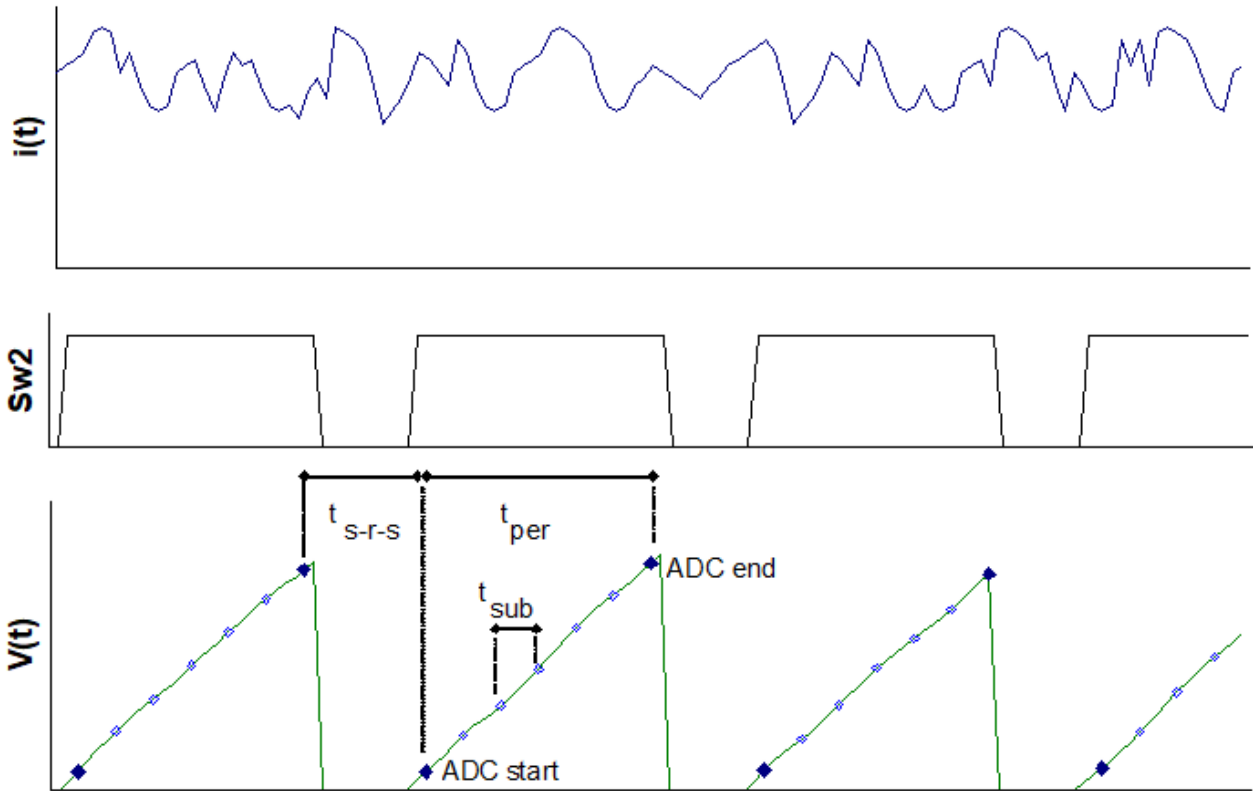 i(t)
Sw2
t s-r-s
t per
t sub
ADC end
V(t)
ADC start